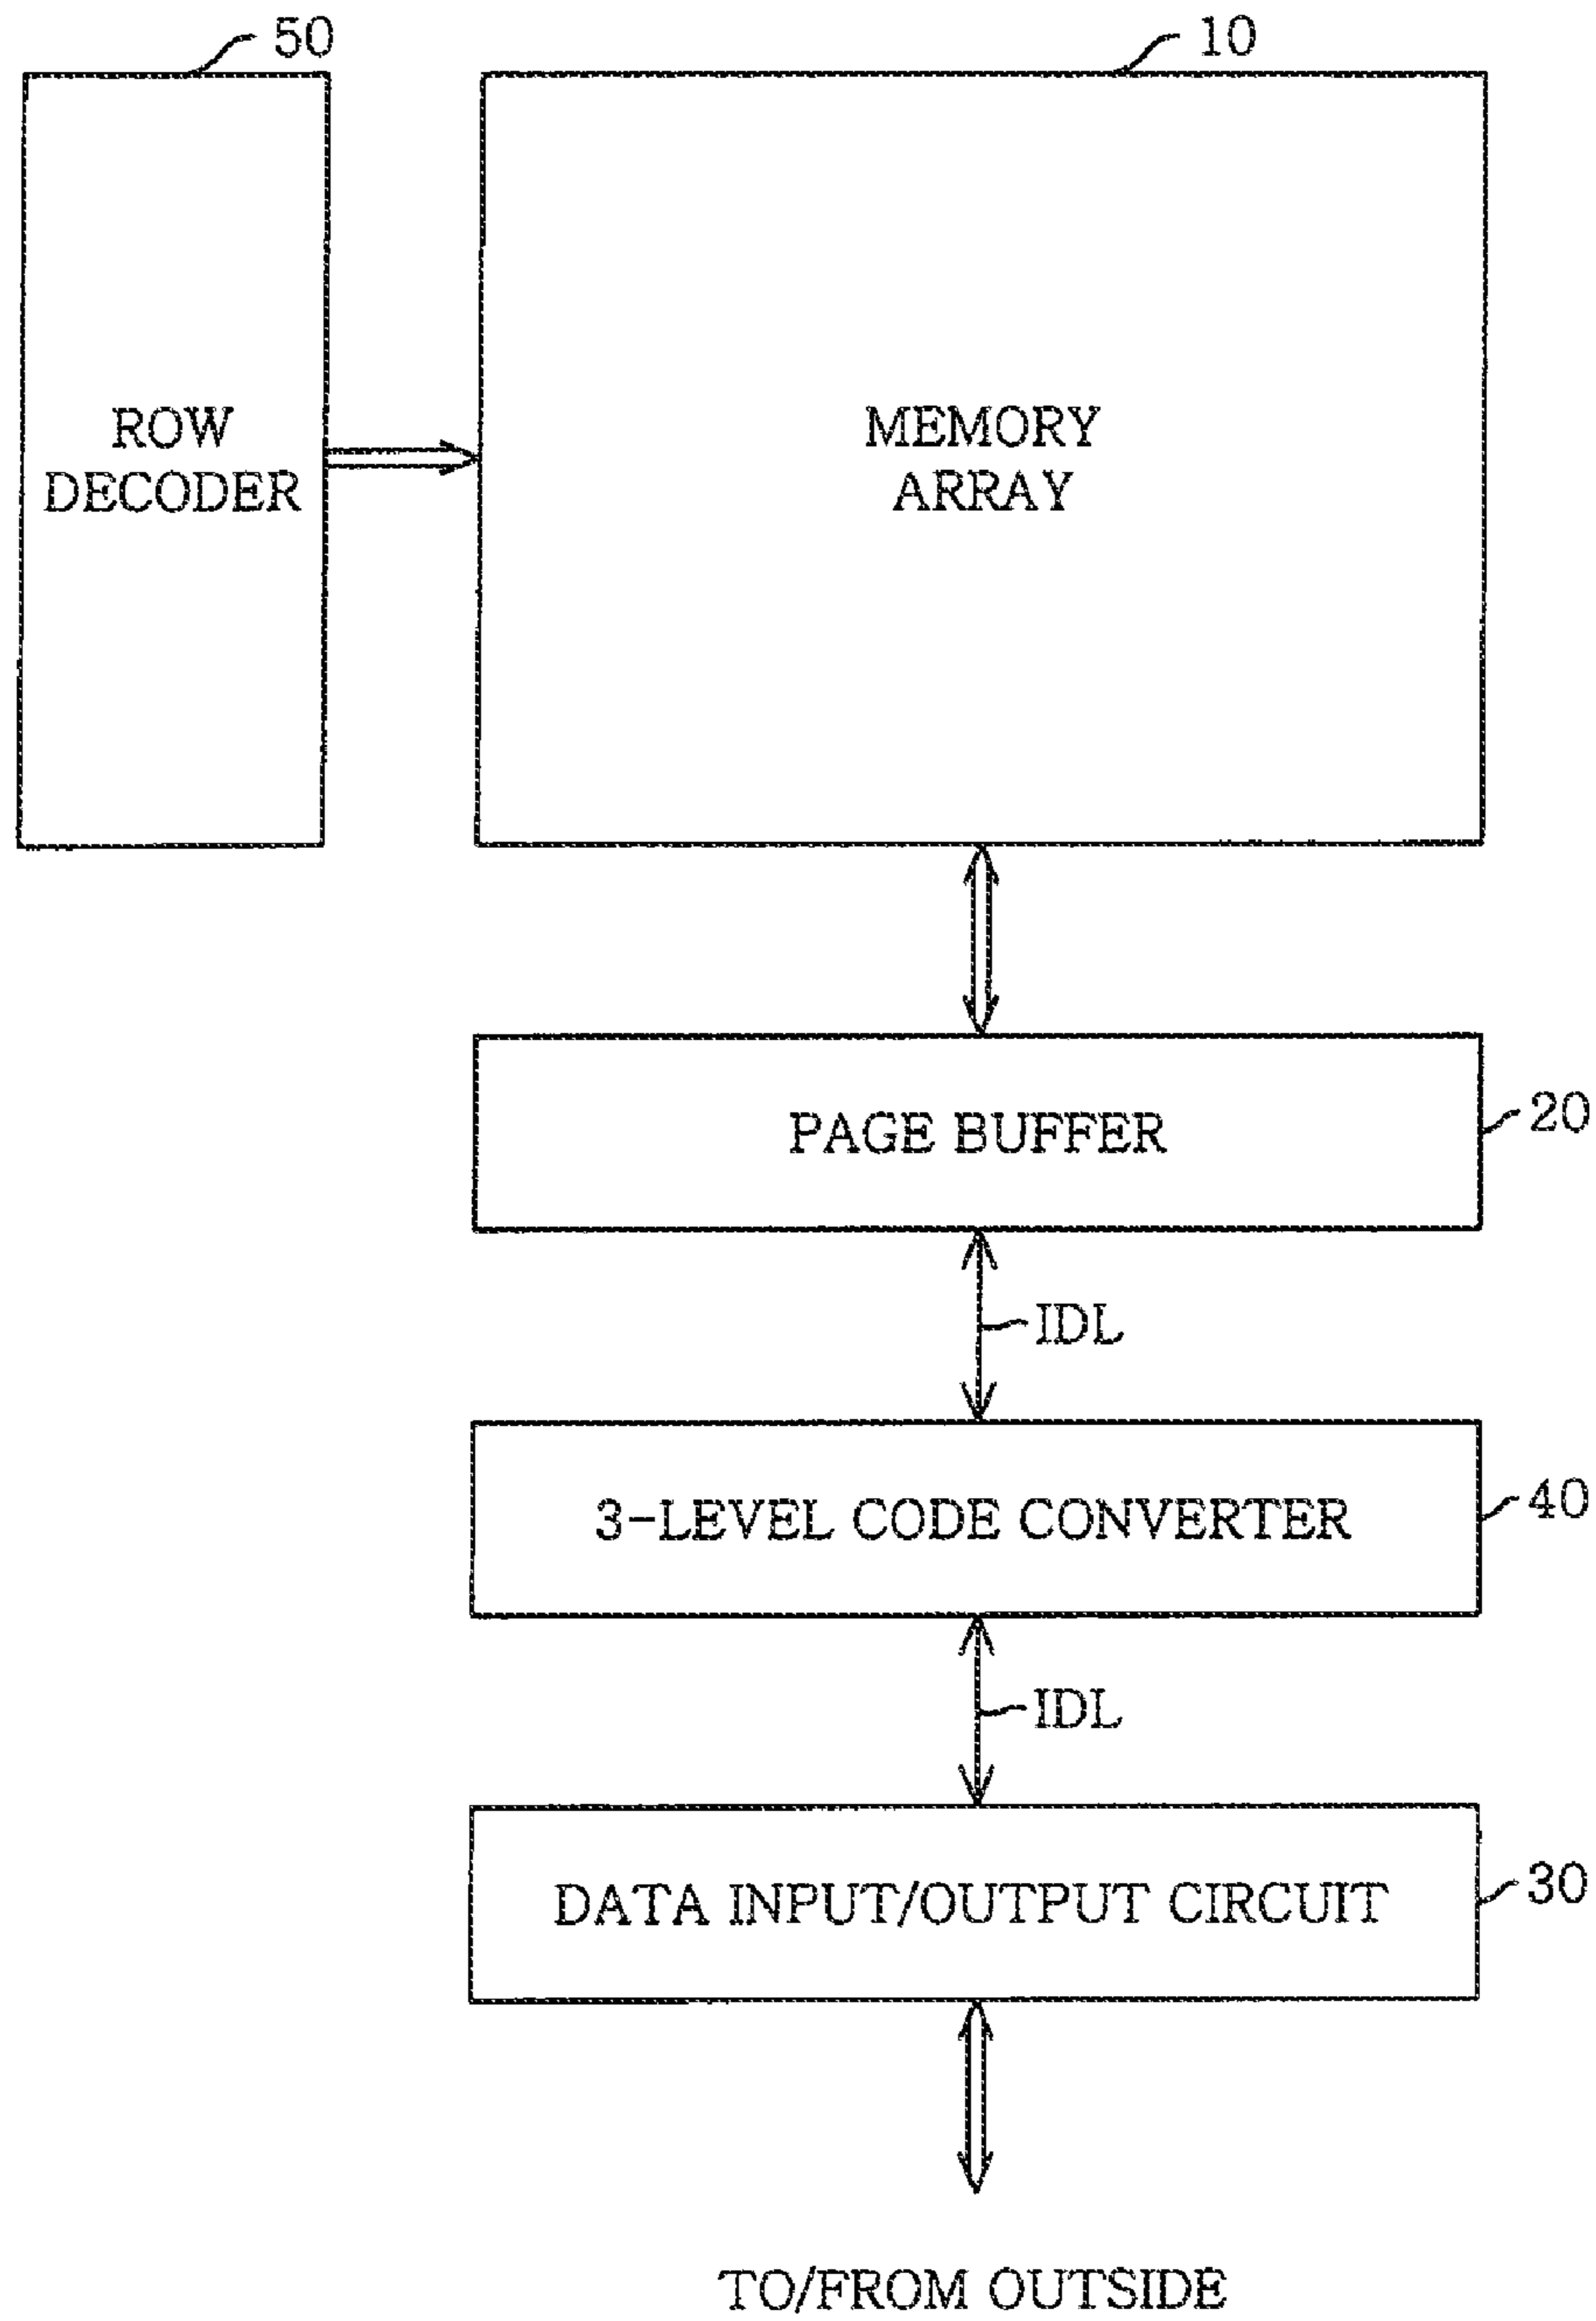 50
10
ROW
DECODER
MEMORY
ARRAY
PAGE BUFFER
20
IDL
3-LEVEL CODE CONVERTER
40
IDL
DATA INPUT/OUTPUT CIRCUIT
30
TO/FROM OUTSIDE